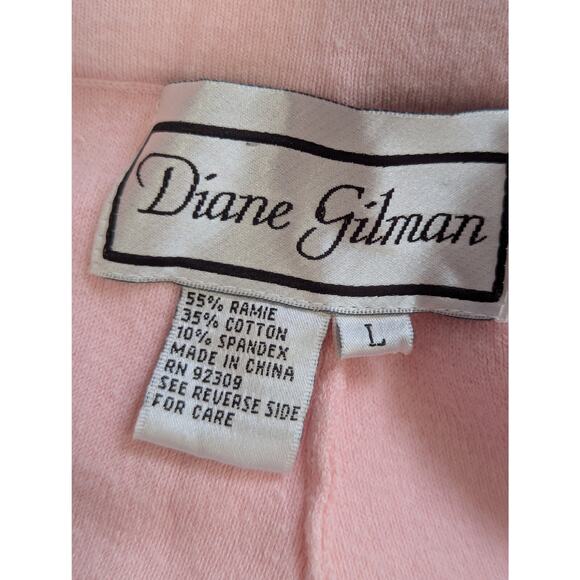 Diane Gilman
55% RAMIE
35% COTTON
10% SPANDEX
MADE IN CHINA
RN 92309
SEE REVERSE SIDE
FOR CARE
L